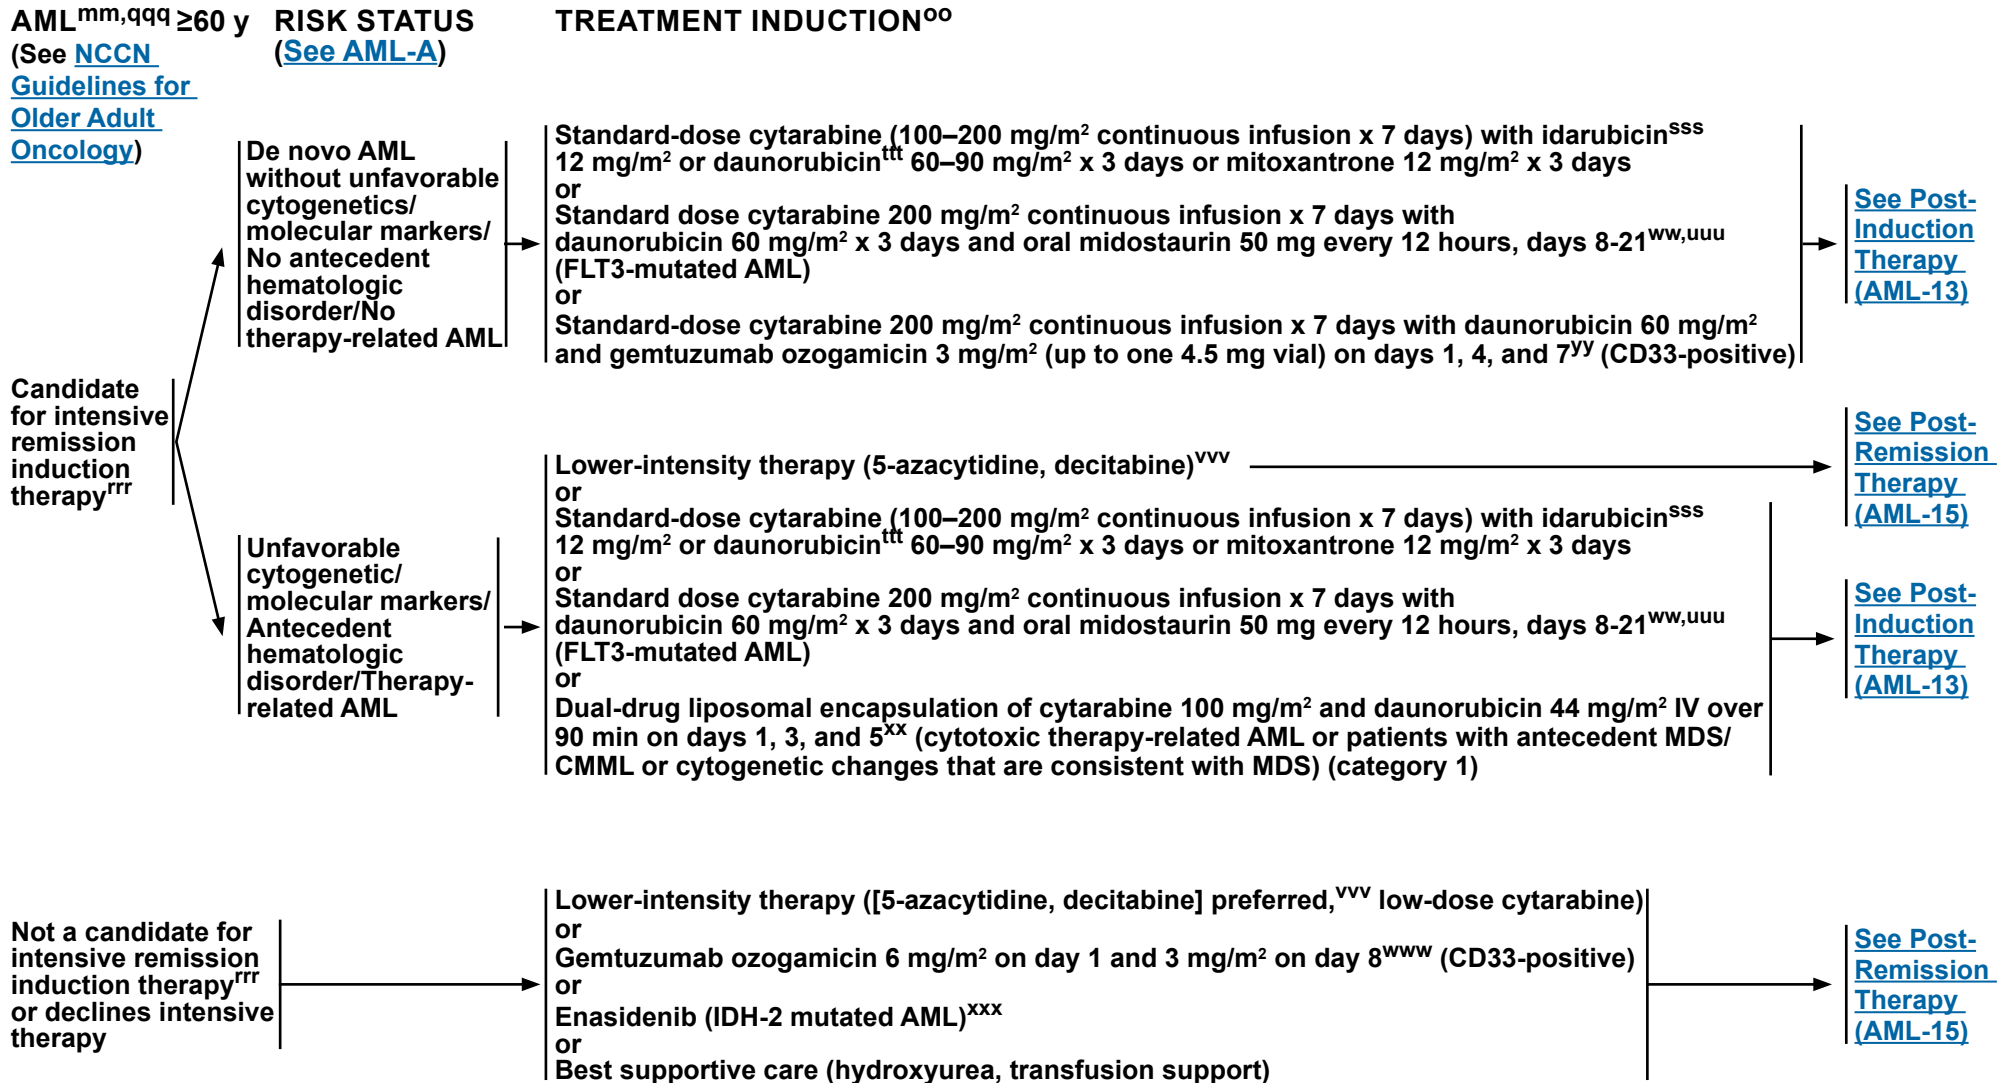 AMLmm,qqq ≥60 y
(See NCCN
Guidelines for
Older Adult
Oncology)
RISK STATUS
(See AML-A)
TREATMENT INDUCTIONoo
Candidate
for intensive
remission
induction
therapyrrr
De novo AML
without unfavorable
cytogenetics/
molecular markers/
No antecedent
hematologic
disorder/No
therapy-related AML
Standard-dose cytarabine (100–200 mg/m² continuous infusion x 7 days) with idarubicinsss
12 mg/m² or daunorubicinttt 60–90 mg/m² x 3 days or mitoxantrone 12 mg/m² x 3 days
or
Standard dose cytarabine 200 mg/m² continuous infusion x 7 days with
daunorubicin 60 mg/m² x 3 days and oral midostaurin 50 mg every 12 hours, days 8-21ww,uuu
(FLT3-mutated AML)
or
Standard-dose cytarabine 200 mg/m² continuous infusion x 7 days with daunorubicin 60 mg/m²
and gemtuzumab ozogamicin 3 mg/m² (up to one 4.5 mg vial) on days 1, 4, and 7yy (CD33-positive)
See Post-
Induction
Therapy
(AML-13)
Unfavorable
cytogenetic/
molecular markers/
Antecedent
hematologic
disorder/Therapy-
related AML
Lower-intensity therapy (5-azacytidine, decitabine)vvv
or
Standard-dose cytarabine (100–200 mg/m² continuous infusion x 7 days) with idarubicinsss
12 mg/m² or daunorubicinttt 60–90 mg/m² x 3 days or mitoxantrone 12 mg/m² x 3 days
or
Standard dose cytarabine 200 mg/m² continuous infusion x 7 days with
daunorubicin 60 mg/m² x 3 days and oral midostaurin 50 mg every 12 hours, days 8-21ww,uuu
(FLT3-mutated AML)
or
Dual-drug liposomal encapsulation of cytarabine 100 mg/m² and daunorubicin 44 mg/m² IV over
90 min on days 1, 3, and 5xx (cytotoxic therapy-related AML or patients with antecedent MDS/
CMML or cytogenetic changes that are consistent with MDS) (category 1)
See Post-
Remission
Therapy
(AML-15)
See Post-
Induction
Therapy
(AML-13)
Not a candidate for
intensive remission
induction therapyrrr
or declines intensive
therapy
Lower-intensity therapy ([5-azacytidine, decitabine] preferred,vvv low-dose cytarabine)
or
Gemtuzumab ozogamicin 6 mg/m² on day 1 and 3 mg/m² on day 8www (CD33-positive)
or
Enasidenib (IDH-2 mutated AML)xxx
or
Best supportive care (hydroxyurea, transfusion support)
See Post-
Remission
Therapy
(AML-15)